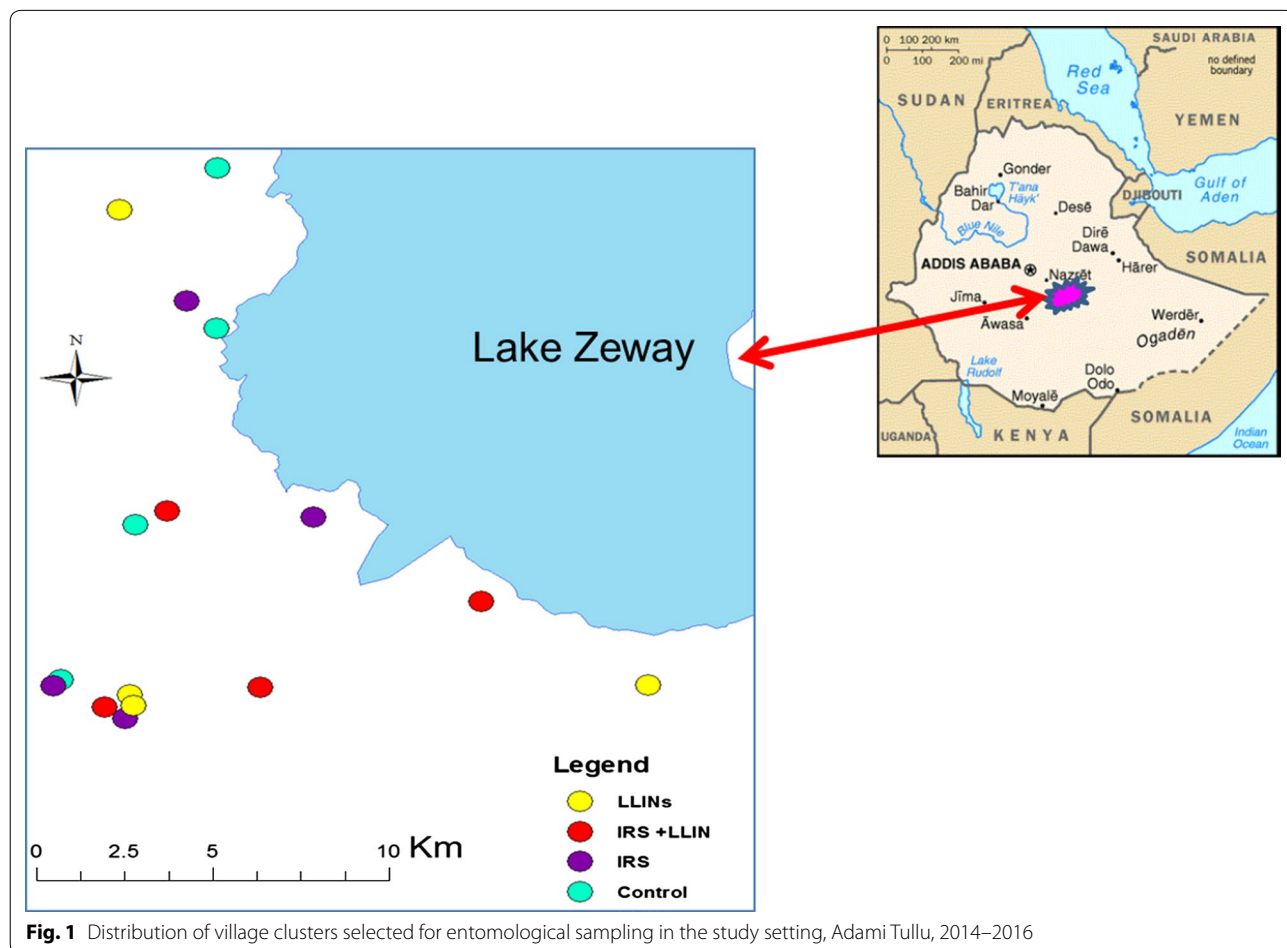 0 100 200 km
0 100 200 mi
SAUDI ARABIA
no defined
boundary
Red
Sea
SUDAN
ERITREA
YEMEN
Gonder
T'ana
Häyk'
Bahir
Dar
Desē
DJIBOUTI
Gulf of
Aden
Blue Nile
Dirē
Dawa
Hārer
SOMALIA
ADDIS ABABA
Nazrēt
Jīma
Āwasa
Werdēr
Ogadēn
Lake
Rudolf
Dolo
Odo
Moyalē
SOMALIA
UGANDA
KENYA
Indian
Ocean
N
Lake Zeway
Legend
LLINs
IRS +LLIN
IRS
Control
0 2.5 5 10 Km
Fig. 1 Distribution of village clusters selected for entomological sampling in the study setting, Adami Tullu, 2014–2016